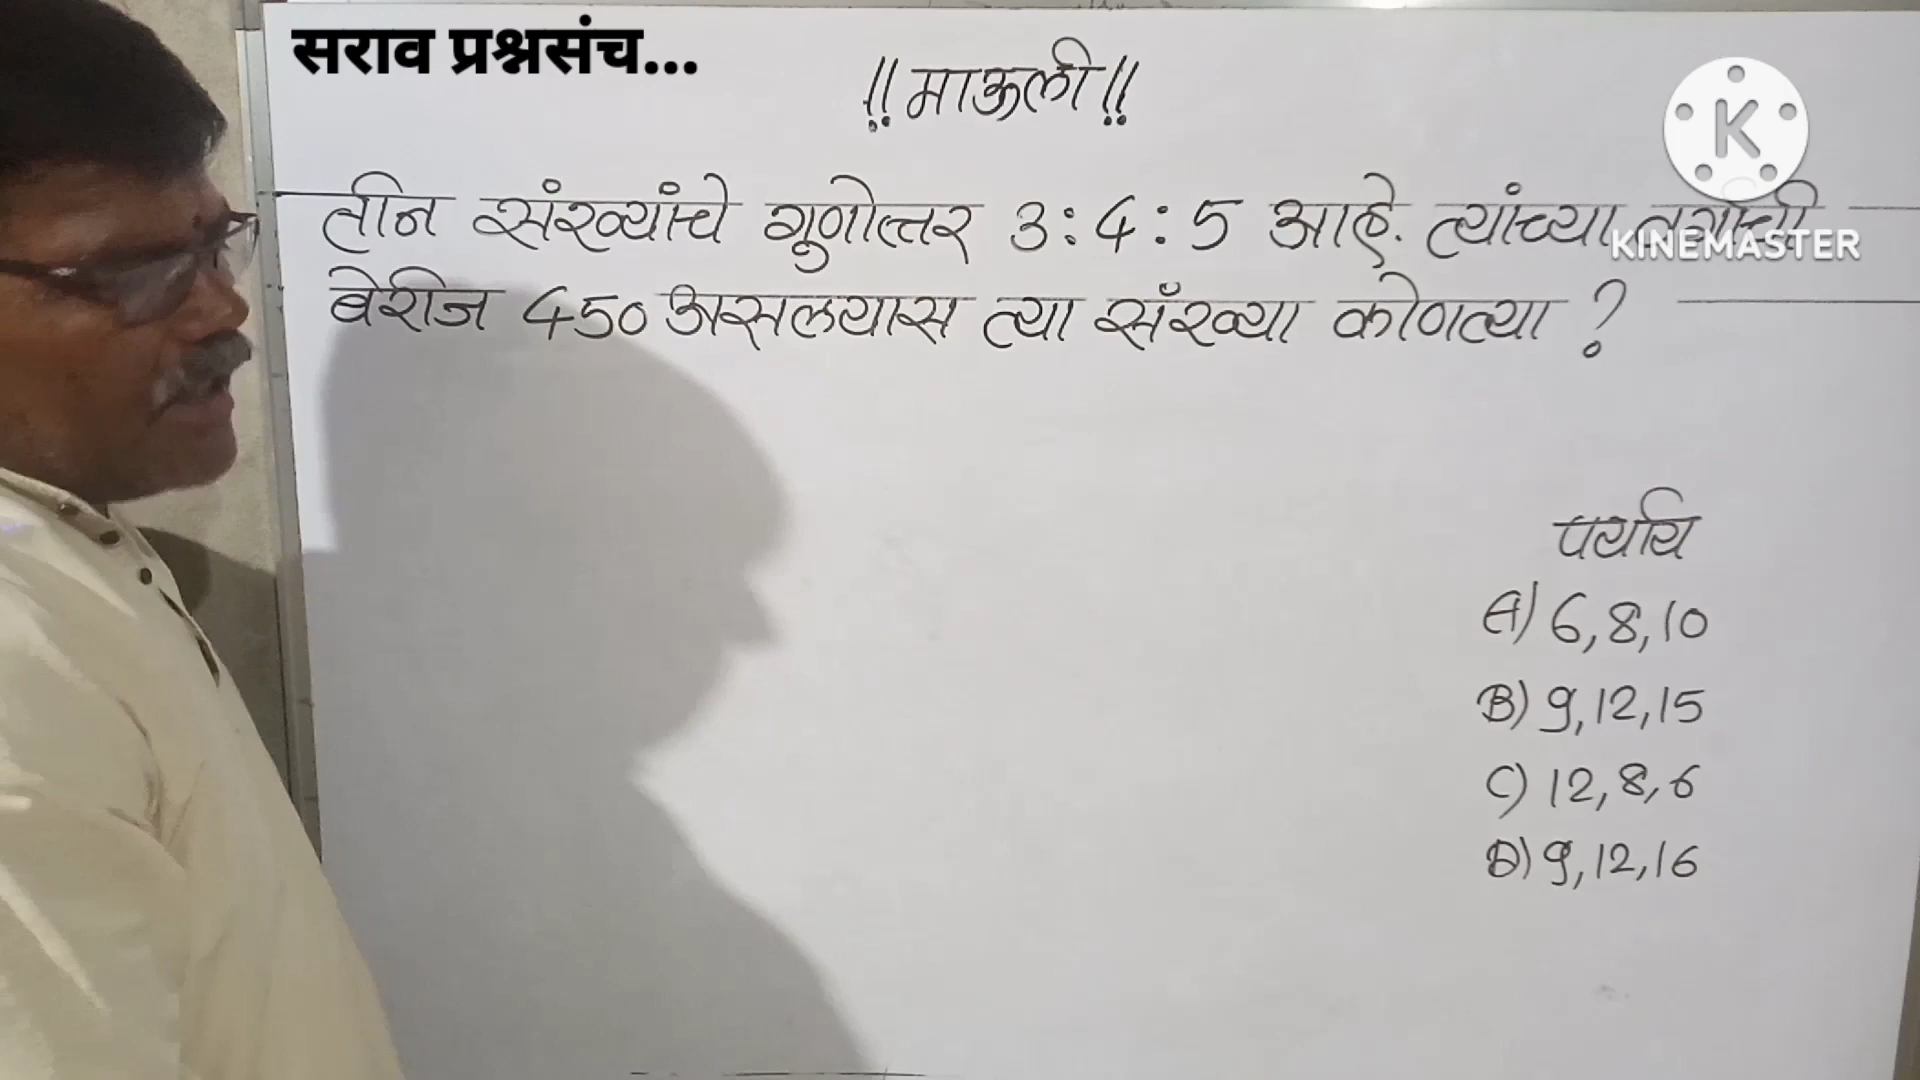 सराव प्रश्नसंच...
!!माऊली!!
तीन संख्यांचे गुणोत्तर 3:4:5 आहे. त्यांच्या
बेरीज 450 असल्यास त्या संख्या कोणत्या ?
पर्याय
A) 6, 8, 10
B) 9, 12, 15
C) 12, 8, 6
D) 9, 12, 16
K
KINEMASTER